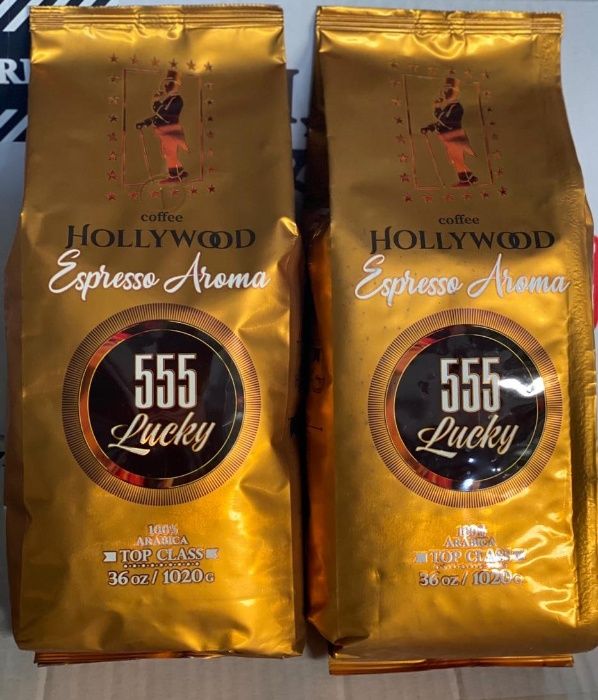 coffee
HOLLYWOOD
Espresso Aroma
555
Lucky
100%
ARABICA
TOP CLASS
36 OZ / 1020 G
coffee
HOLLYWOOD
Espresso Aroma
555
Lucky
100%
ARABICA
TOP CLASS
36 OZ / 1020 G